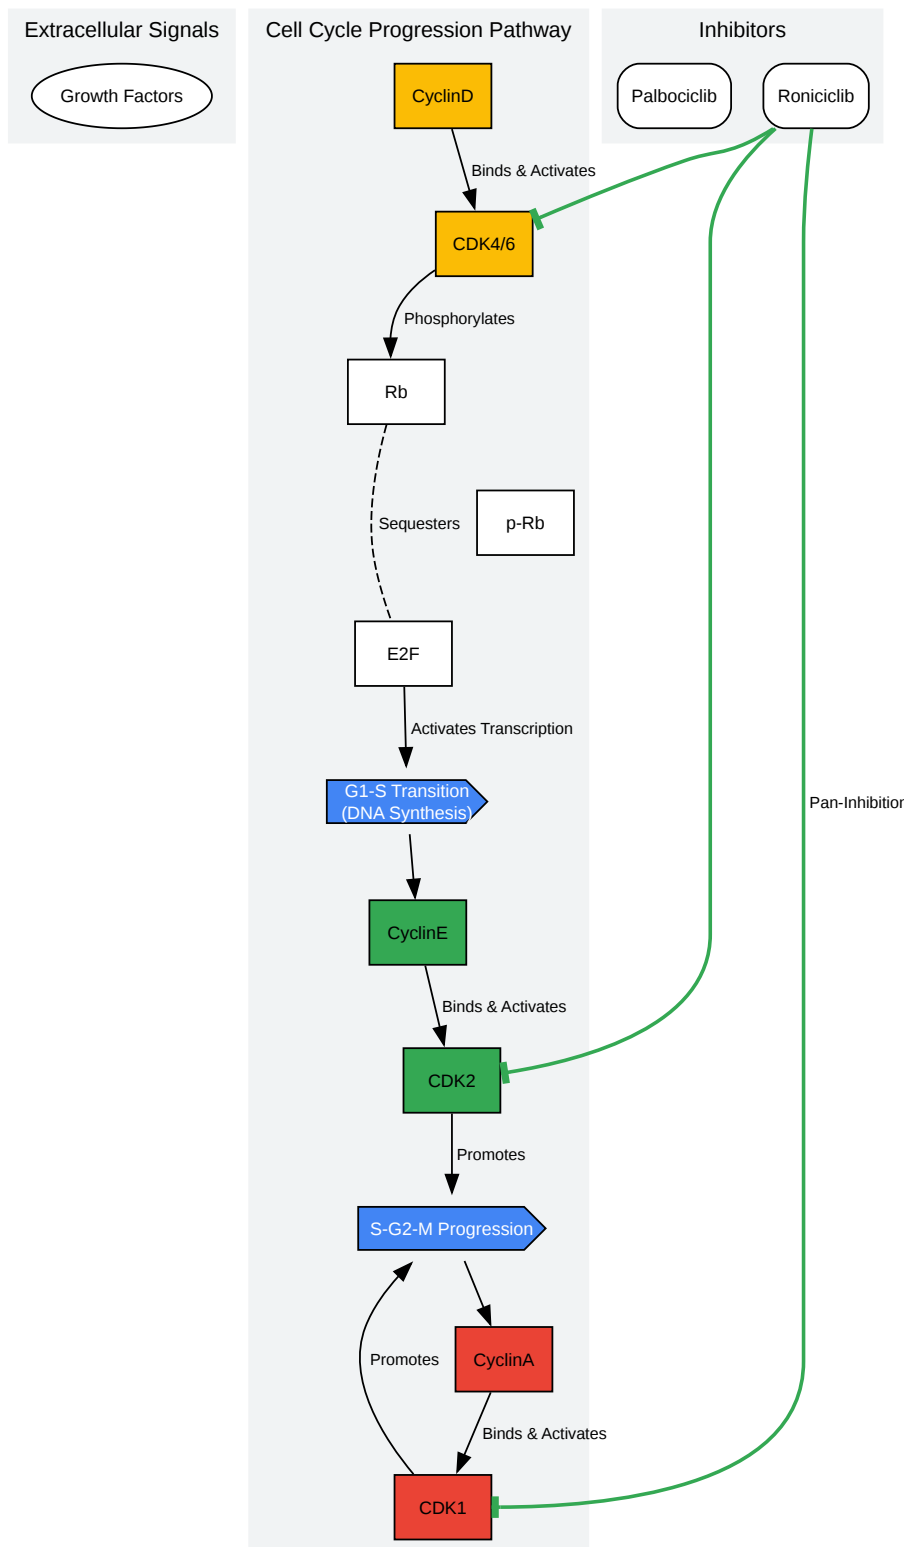 Extracellular Signals
Cell Cycle Progression Pathway
Inhibitors
Growth Factors
CyclinD
Palbociclib
Roniciclib
Binds & Activates
CDK4/6
Phosphorylates
Rb
Sequesters
p-Rb
E2F
Activates Transcription
G1-S Transition
(DNA Synthesis)
Pan-Inhibition
CyclinE
Binds & Activates
CDK2
Promotes
S-G2-M Progression
Promotes
CyclinA
Binds & Activates
CDK1